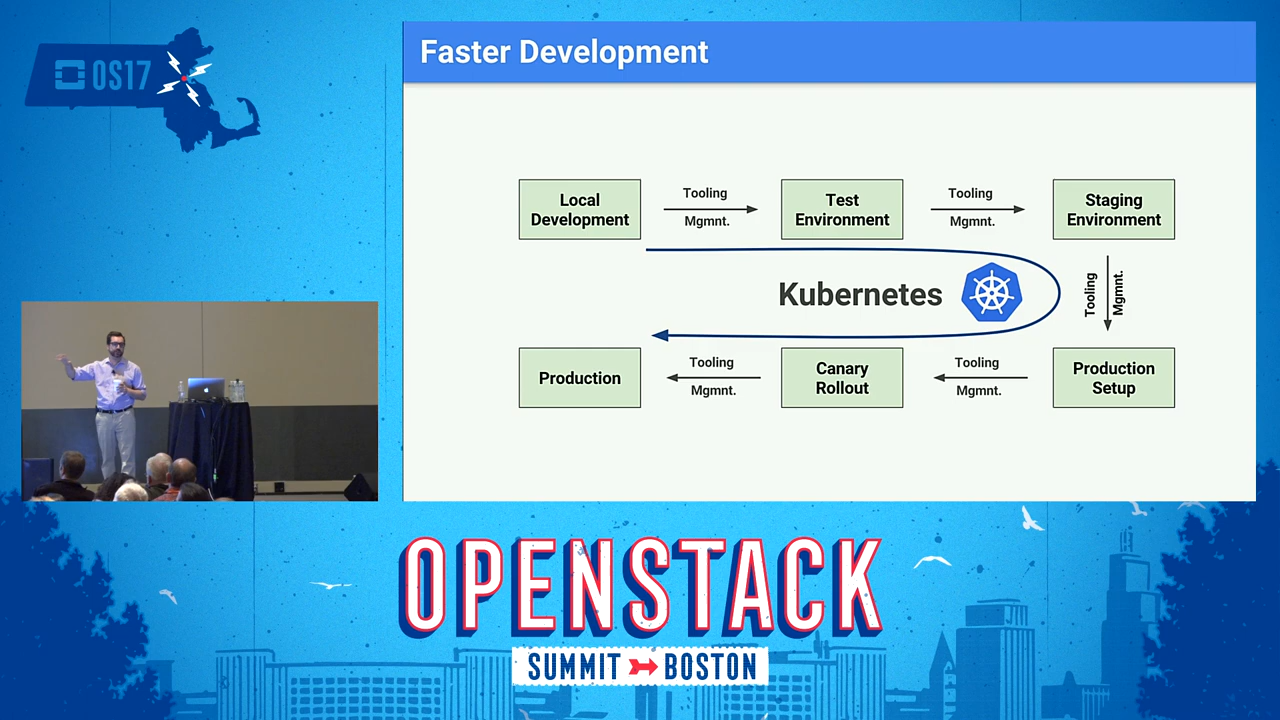 OS17
Faster Development
Local
Development
Tooling
Mgmnt.
Test
Environment
Tooling
Mgmnt.
Staging
Environment
Kubernetes
Tooling
Mgmnt.
Production
Tooling
Mgmnt.
Canary
Rollout
Tooling
Mgmnt.
Production
Setup
OPENSTACK
SUMMIT BOSTON